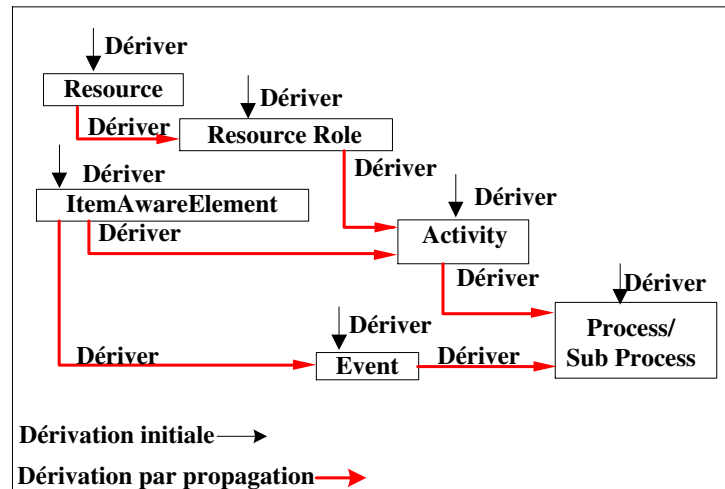 Dériver
Resource
Dériver
Dériver
Resource Role
Dériver
Dériver
ItemAwareElement
Dériver
Dériver
Activity
Dériver
Dériver
Process/
Sub Process
Dériver
Dériver
Event
Dériver
Dérivation initiale
Dérivation par propagation